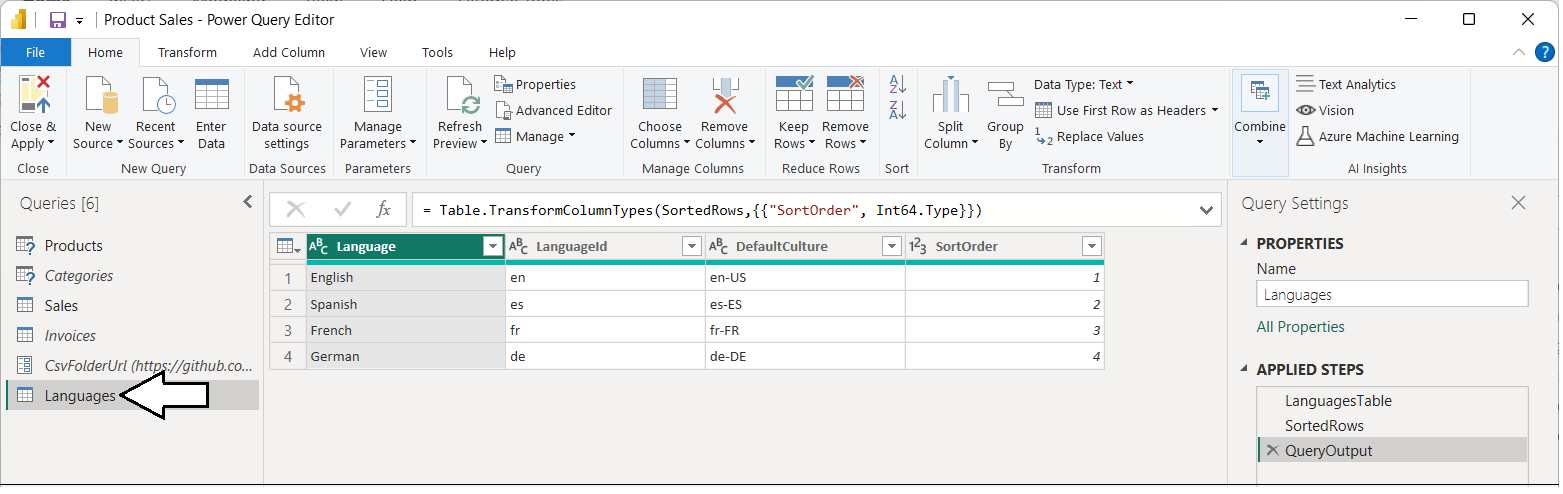 Product Sales - Power Query Editor
File Home Transform Add Column View Tools Help
Close & Apply
New Source
Recent Sources
Enter Data
Data source settings
Manage Parameters
Refresh Preview
Properties
Advanced Editor
Manage
Choose Columns
Remove Columns
Keep Rows
Remove Rows
A Z
Z A
Split Column
Group By
Data Type: Text
Use First Row as Headers
1 2 Replace Values
Combine
Text Analytics
Vision
Azure Machine Learning
Close New Query Data Sources Parameters Query Manage Columns Reduce Rows Sort Transform AI Insights
Queries [6]
Products
Categories
Sales
Invoices
CsvFolderUrl (https://github.co...
Languages
fx = Table.TransformColumnTypes(SortedRows,{{"SortOrder", Int64.Type}})
ABC Language ABC LanguageId ABC DefaultCulture 123 SortOrder
1 English en en-US 1
2 Spanish es es-ES 2
3 French fr fr-FR 3
4 German de de-DE 4
Query Settings
PROPERTIES
Name
Languages
All Properties
APPLIED STEPS
LanguagesTable
SortedRows
QueryOutput